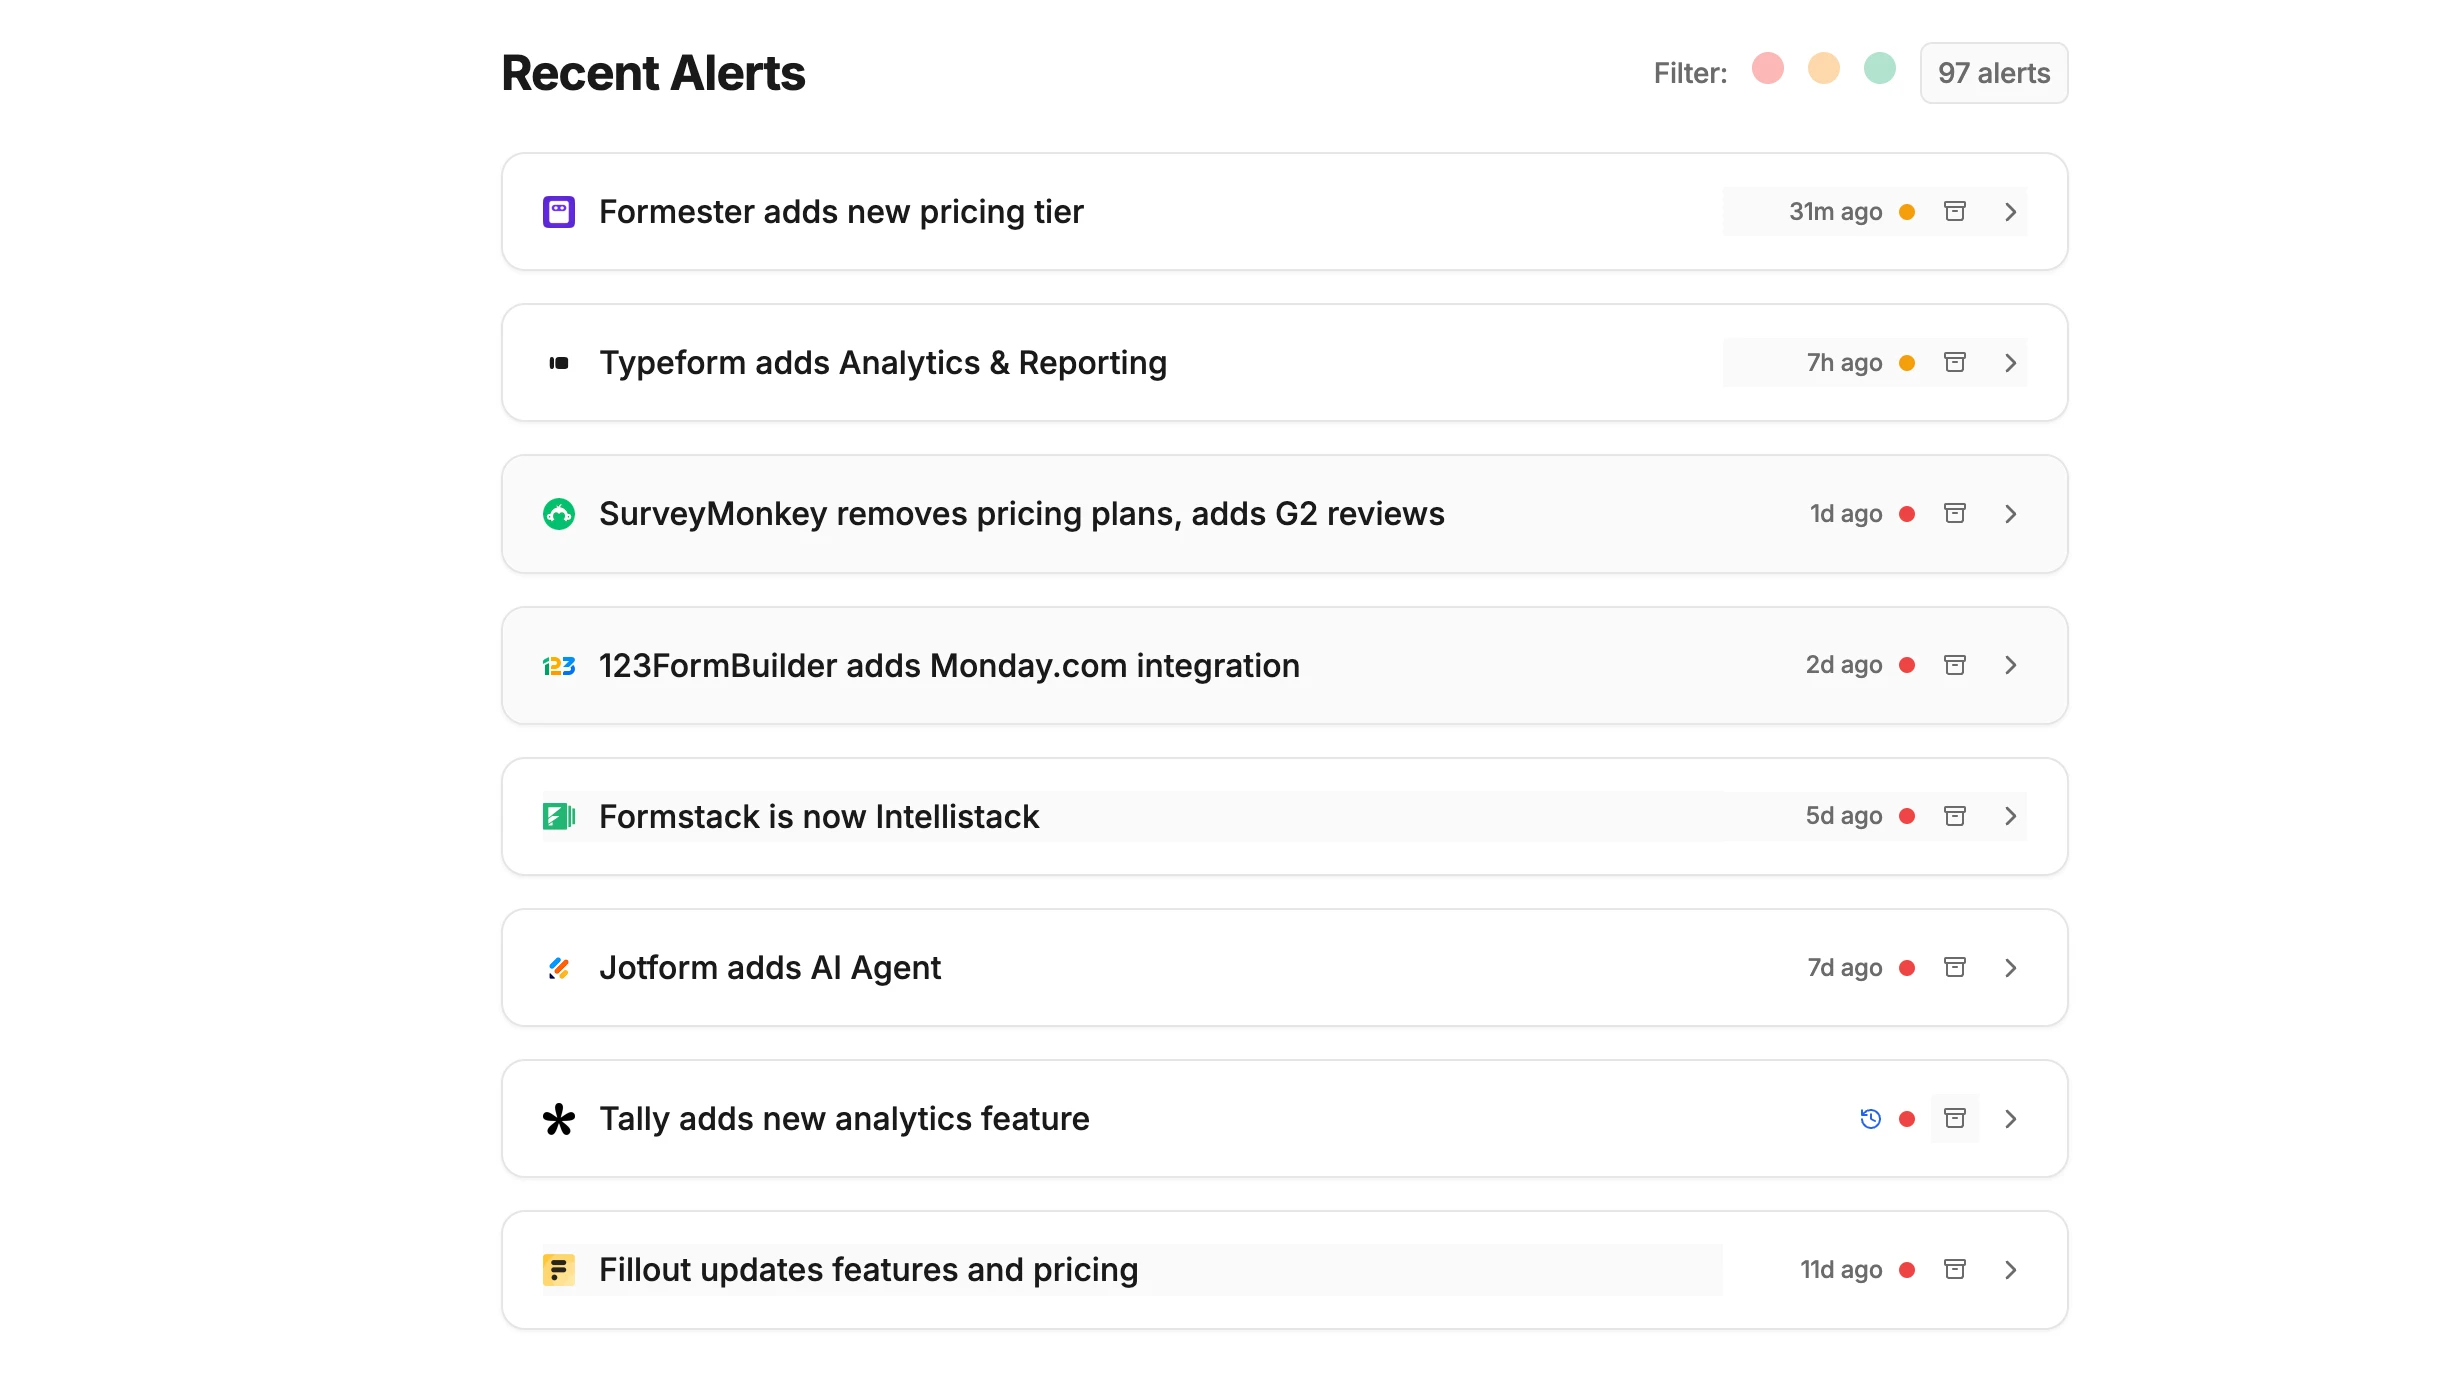 Recent Alerts
Filter:
97 alerts
Formester adds new pricing tier
31m ago
Typeform adds Analytics & Reporting
7h ago
SurveyMonkey removes pricing plans, adds G2 reviews
1d ago
123 123FormBuilder adds Monday.com integration
2d ago
Formstack is now Intellistack
5d ago
Jotform adds AI Agent
7d ago
Tally adds new analytics feature
Fillout updates features and pricing
11d ago